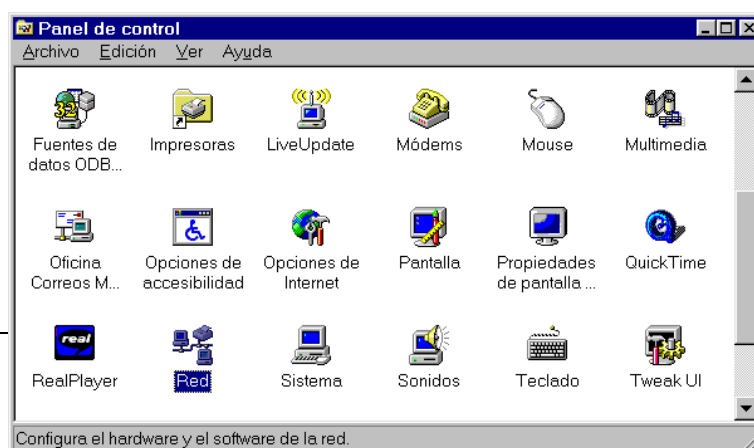 Panel de control
Archivo Edición Ver Ayuda
32
Fuentes de
datos ODB...
Impresoras
LiveUpdate
Módems
Mouse
Multimedia
Oficina
Correos M...
Opciones de
accesibilidad
Opciones de
Internet
Pantalla
Propiedades
de pantalla ...
QuickTime
real
RealPlayer
Red
Sistema
Sonidos
Teclado
Tweak UI
Configura el hardware y el software de la red.